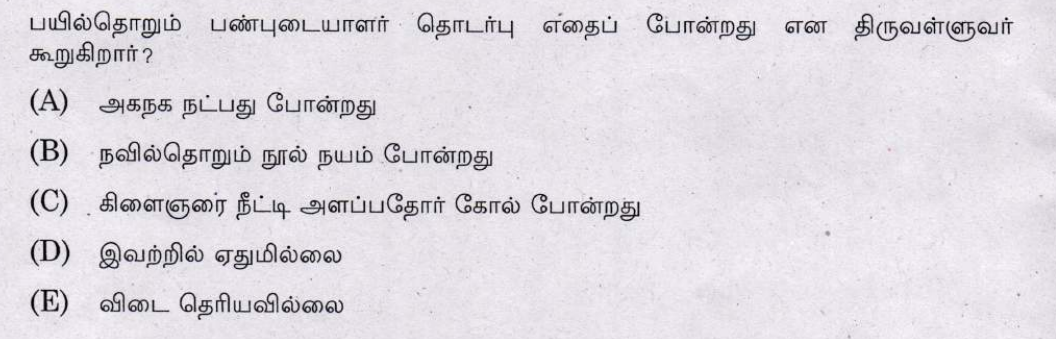 பயில்தொறும் பண்புடையாளர் தொடர்பு எதைப் போன்றது என திருவள்ளுவர்
கூறுகிறார்?
(A) அகநக நட்பது போன்றது
(B) நவில்தொறும் நூல் நயம் போன்றது
(C) கிளைஞரை நீட்டி அளப்பதோர் கோல் போன்றது
(D) இவற்றில் ஏதுமில்லை
(E) விடை தெரியவில்லை